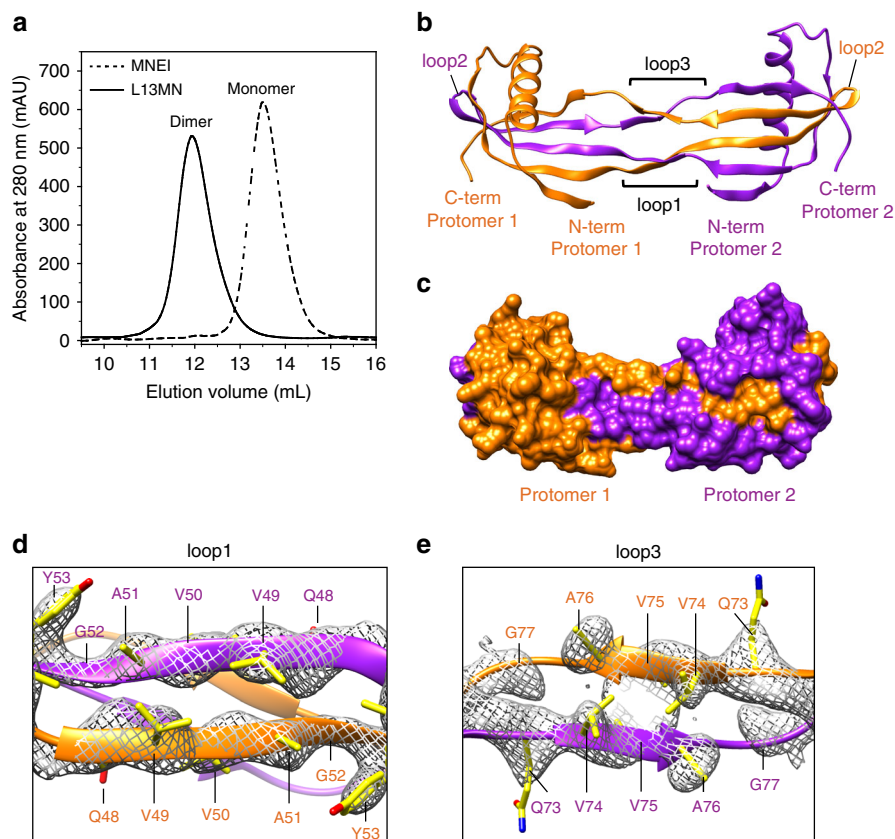 a
MNEI
L13MN
Dimer
Monomer
Absorbance at 280 nm (mAU)
700
600
500
400
300
200
100
0
10 11 12 13 14 15 16
Elution volume (mL)
b
loop2
loop3
loop2
C-term
Protomer 1
N-term
Protomer 1
loop1
N-term
Protomer 2
C-term
Protomer 2
c
Protomer 1
Protomer 2
d
loop1
Y53
A51
V50
V49
Q48
G52
G52
Q48
V49
V50
A51
Y53
e
loop3
A76
V75
V74
Q73
G77
Q73
V74
V75
A76
G77